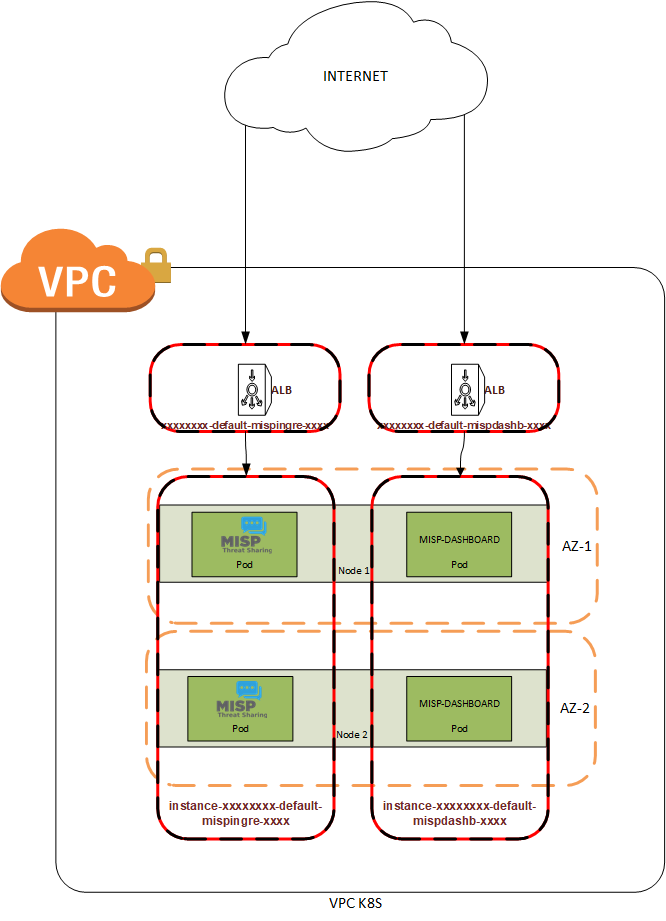 INTERNET
VPC
ALB
xxxxxxxx-default-mispingre-xxxx
ALB
xxxxxxxx-default-mispdashb-xxxx
MISP
Threat Sharing
Pod
Node 1
MISP-DASHBOARD
Pod
AZ-1
MISP
Threat Sharing
Pod
Node 2
MISP-DASHBOARD
Pod
AZ-2
instance-xxxxxxxx-default-
mispingre-xxxx
instance-xxxxxxxx-default-
mispdashb-xxxx
VPC K8S